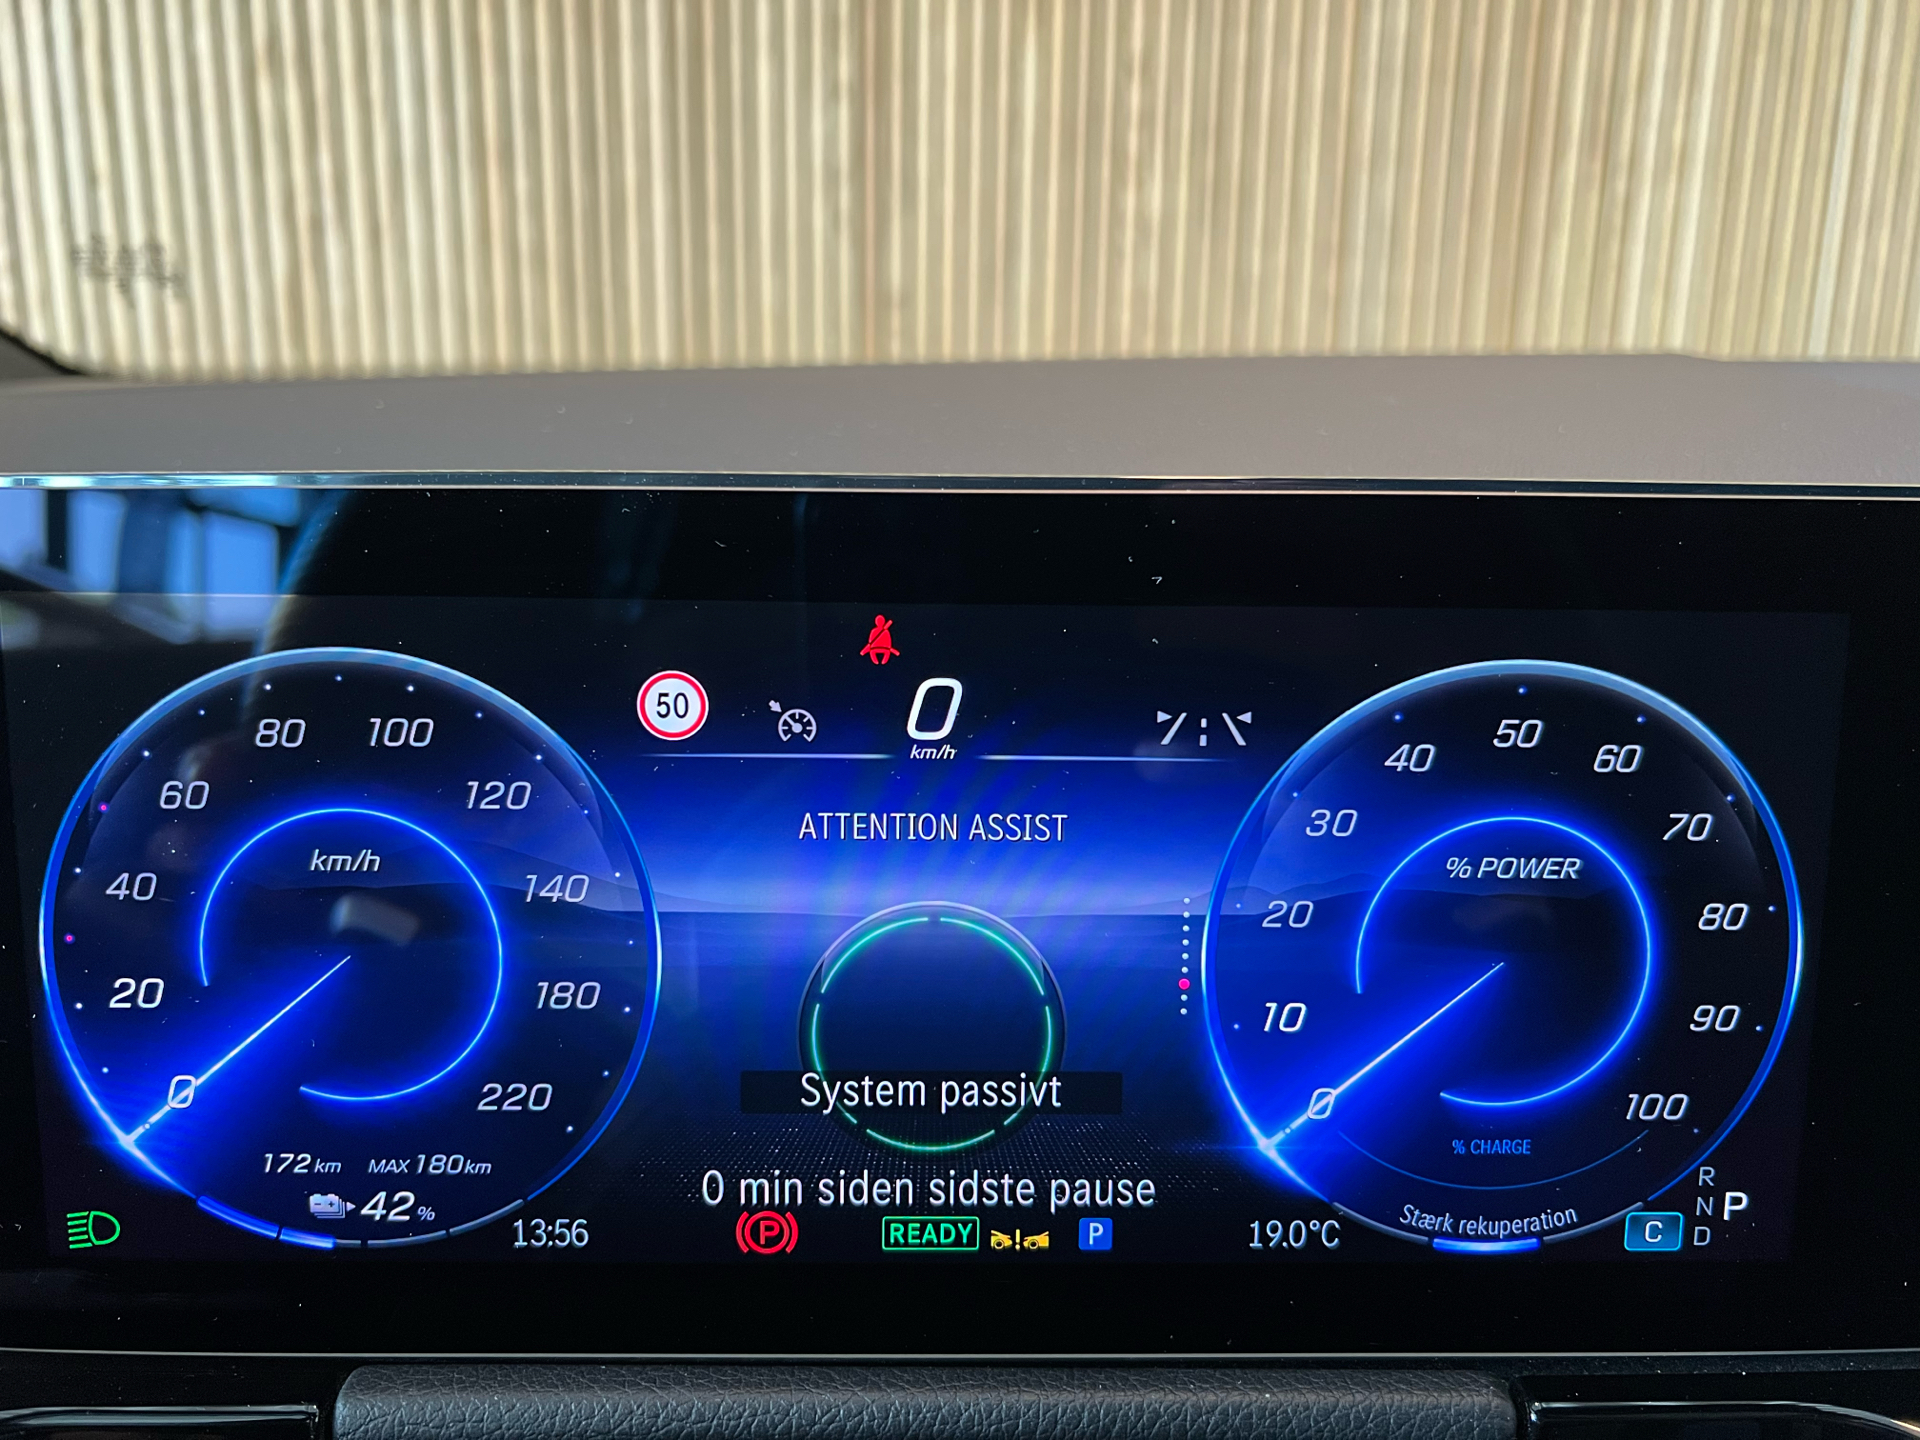 50
0
km/h
ATTENTION ASSIST
System passivt
0 min siden sidste pause
km/h
0
20
40
60
80
100
120
140
180
220
172 km MAX 180 km
42 %
13:56
P
READY
P
19.0°C
% POWER
0
10
20
30
40
50
60
70
80
90
100
% CHARGE
Stærk rekuperation
C
R
N P
D